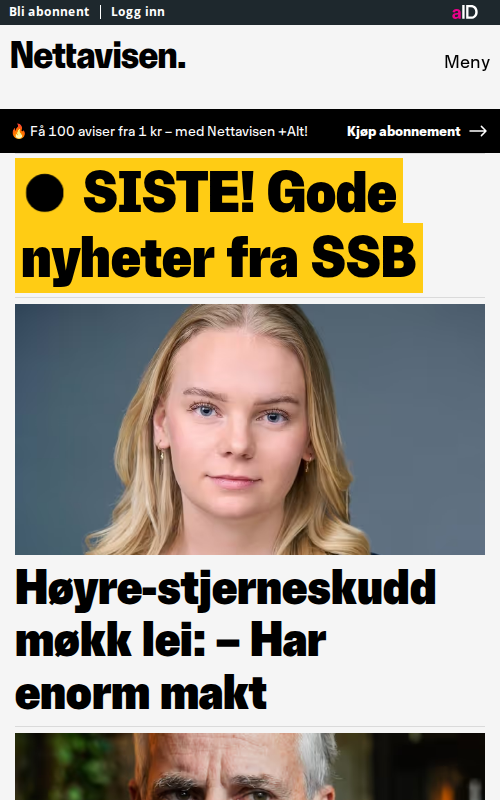 Bli abonnent | Logg inn
aID
Nettavisen.
Meny
🔥 Få 100 aviser fra 1 kr – med Nettavisen +Alt!
Kjøp abonnement →
● SISTE! Gode
nyheter fra SSB
Høyre-stjerneskudd
møkk lei: – Har
enorm makt